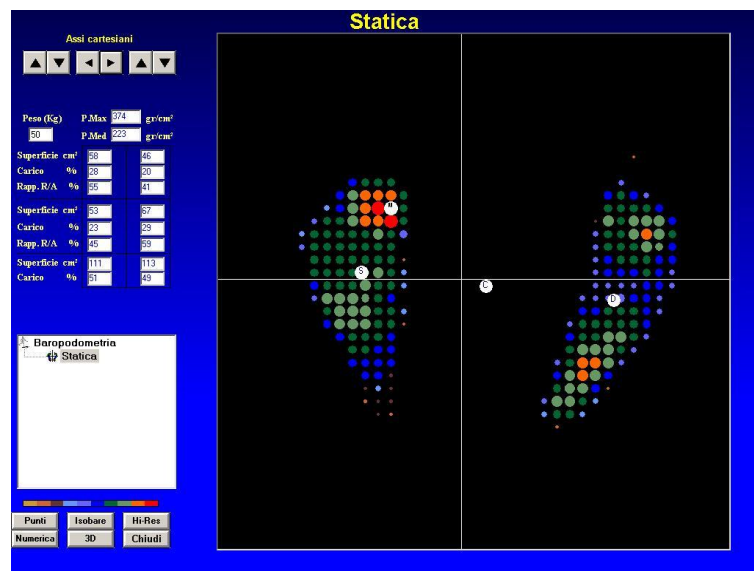 Statica
Assi cartesiani
Peso (Kg) P.Max 374 gr/cm²
50 P.Med 223 gr/cm²
Superficie cm² 58 46
Carico % 28 20
Rapp. R/A % 55 41
Superficie cm² 53 67
Carico % 23 29
Rapp. R/A % 45 59
Superficie cm² 111 113
Carico % 51 49
M
S
C
D
Baropodometria
Statica
Punti Isobare Hi-Res
Numerica 3D Chiudi